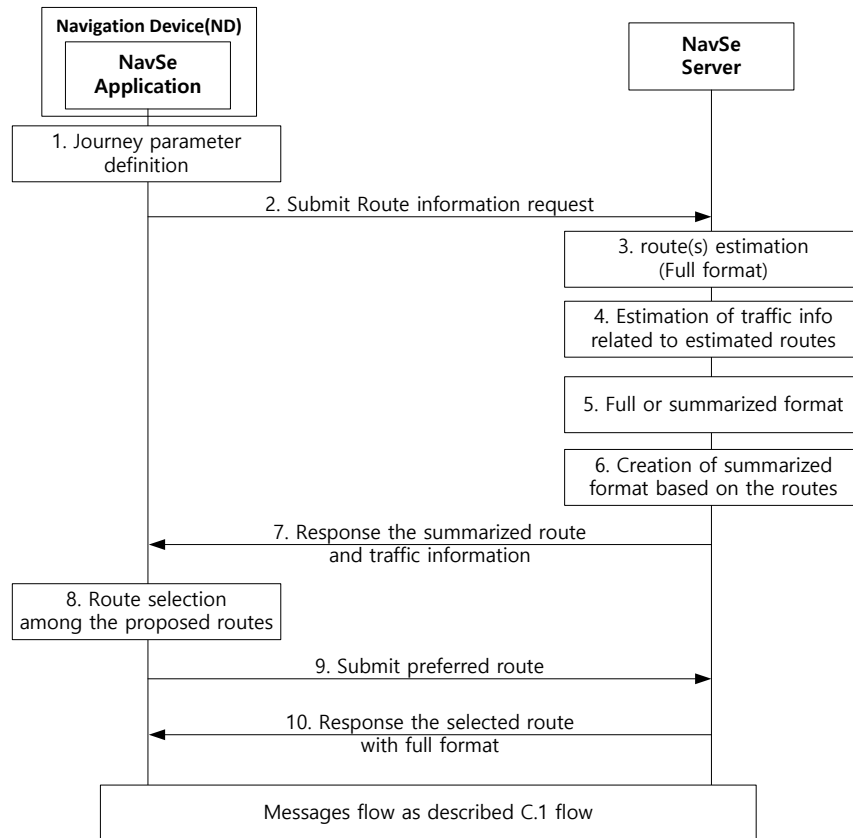 Navigation Device(ND)
NavSe
Application
NavSe
Server
1. Journey parameter
definition
2. Submit Route information request
3. route(s) estimation
(Full format)
4. Estimation of traffic info
related to estimated routes
5. Full or summarized format
6. Creation of summarized
format based on the routes
7. Response the summarized route
and traffic information
8. Route selection
among the proposed routes
9. Submit preferred route
10. Response the selected route
with full format
Messages flow as described C.1 flow